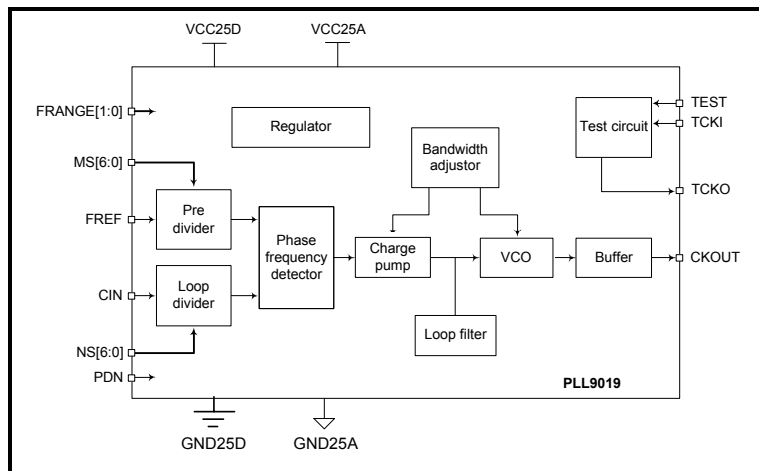 VCC25D
VCC25A
FRANGE[1:0]
TEST
Regulator
Test circuit
TCKI
Bandwidth
adjustor
MS[6:0]
TCKO
Pre
divider
FREF
Phase
frequency
detector
Charge
pump
VCO
Buffer
CKOUT
CIN
Loop
divider
Loop filter
NS[6:0]
PDN
PLL9019
GND25D
GND25A